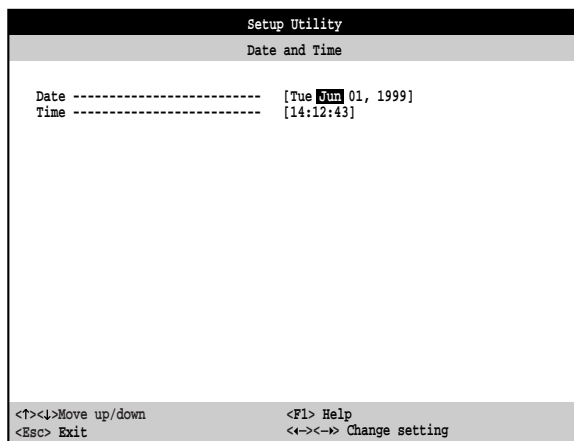 Setup Utility
Date and Time
Date -------------------------- [Tue Jun 01, 1999]
Time -------------------------- [14:12:43]
<↑><↓>Move up/down <F1> Help
<Esc> Exit <←><→> Change setting